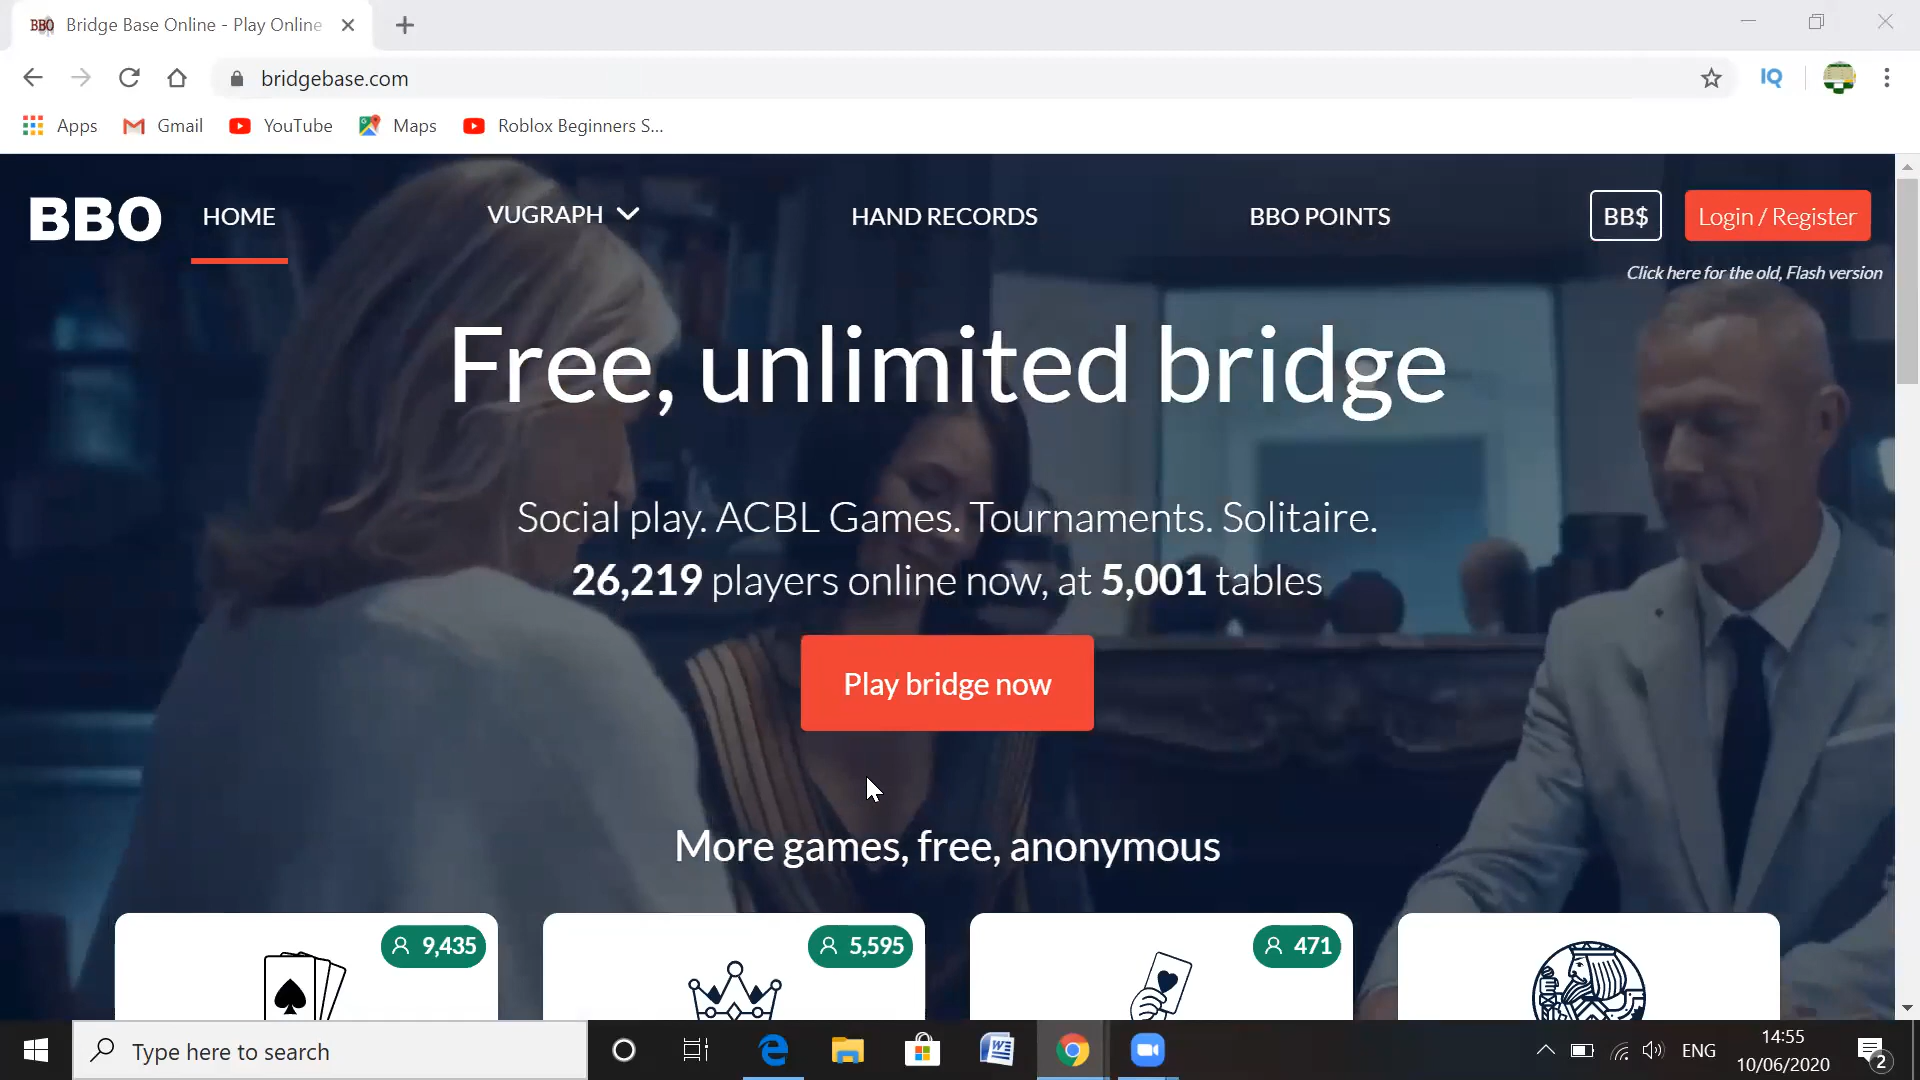 BBO Bridge Base Online - Play Online
bridgebase.com
IQ
Apps Gmail YouTube Maps Roblox Beginners S...
BBO HOME VUGRAPH HAND RECORDS BBO POINTS BB$ Login / Register
Click here for the old, Flash version
Free, unlimited bridge
Social play. ACBL Games. Tournaments. Solitaire.
26,219 players online now, at 5,001 tables
Play bridge now
More games, free, anonymous
9,435 5,595 471
Type here to search
ENG 14:55
10/06/2020 2